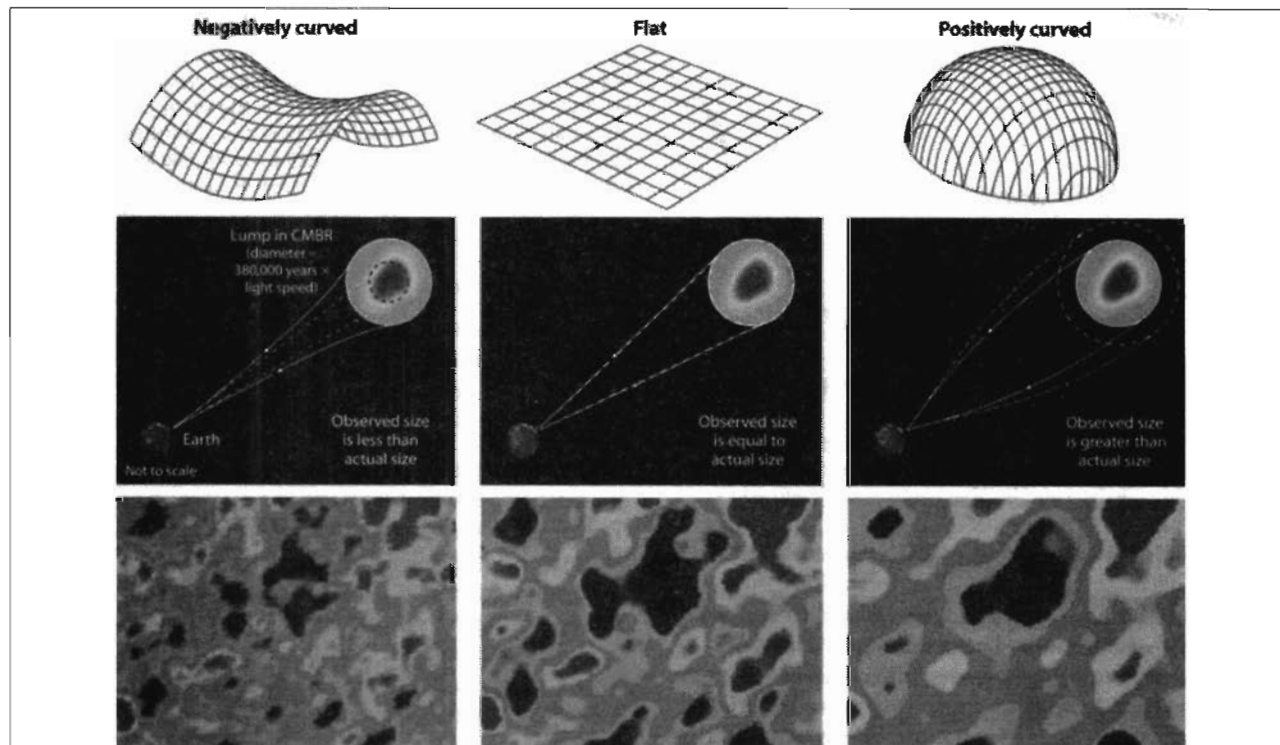 Negatively curved
Flat
Positively curved
Lump in CMBR
(diameter =
380,000 years ×
light speed)
Earth
Not to scale
Observed size
is less than
actual size
Observed size
is equal to
actual size
Observed size
is greater than
actual size